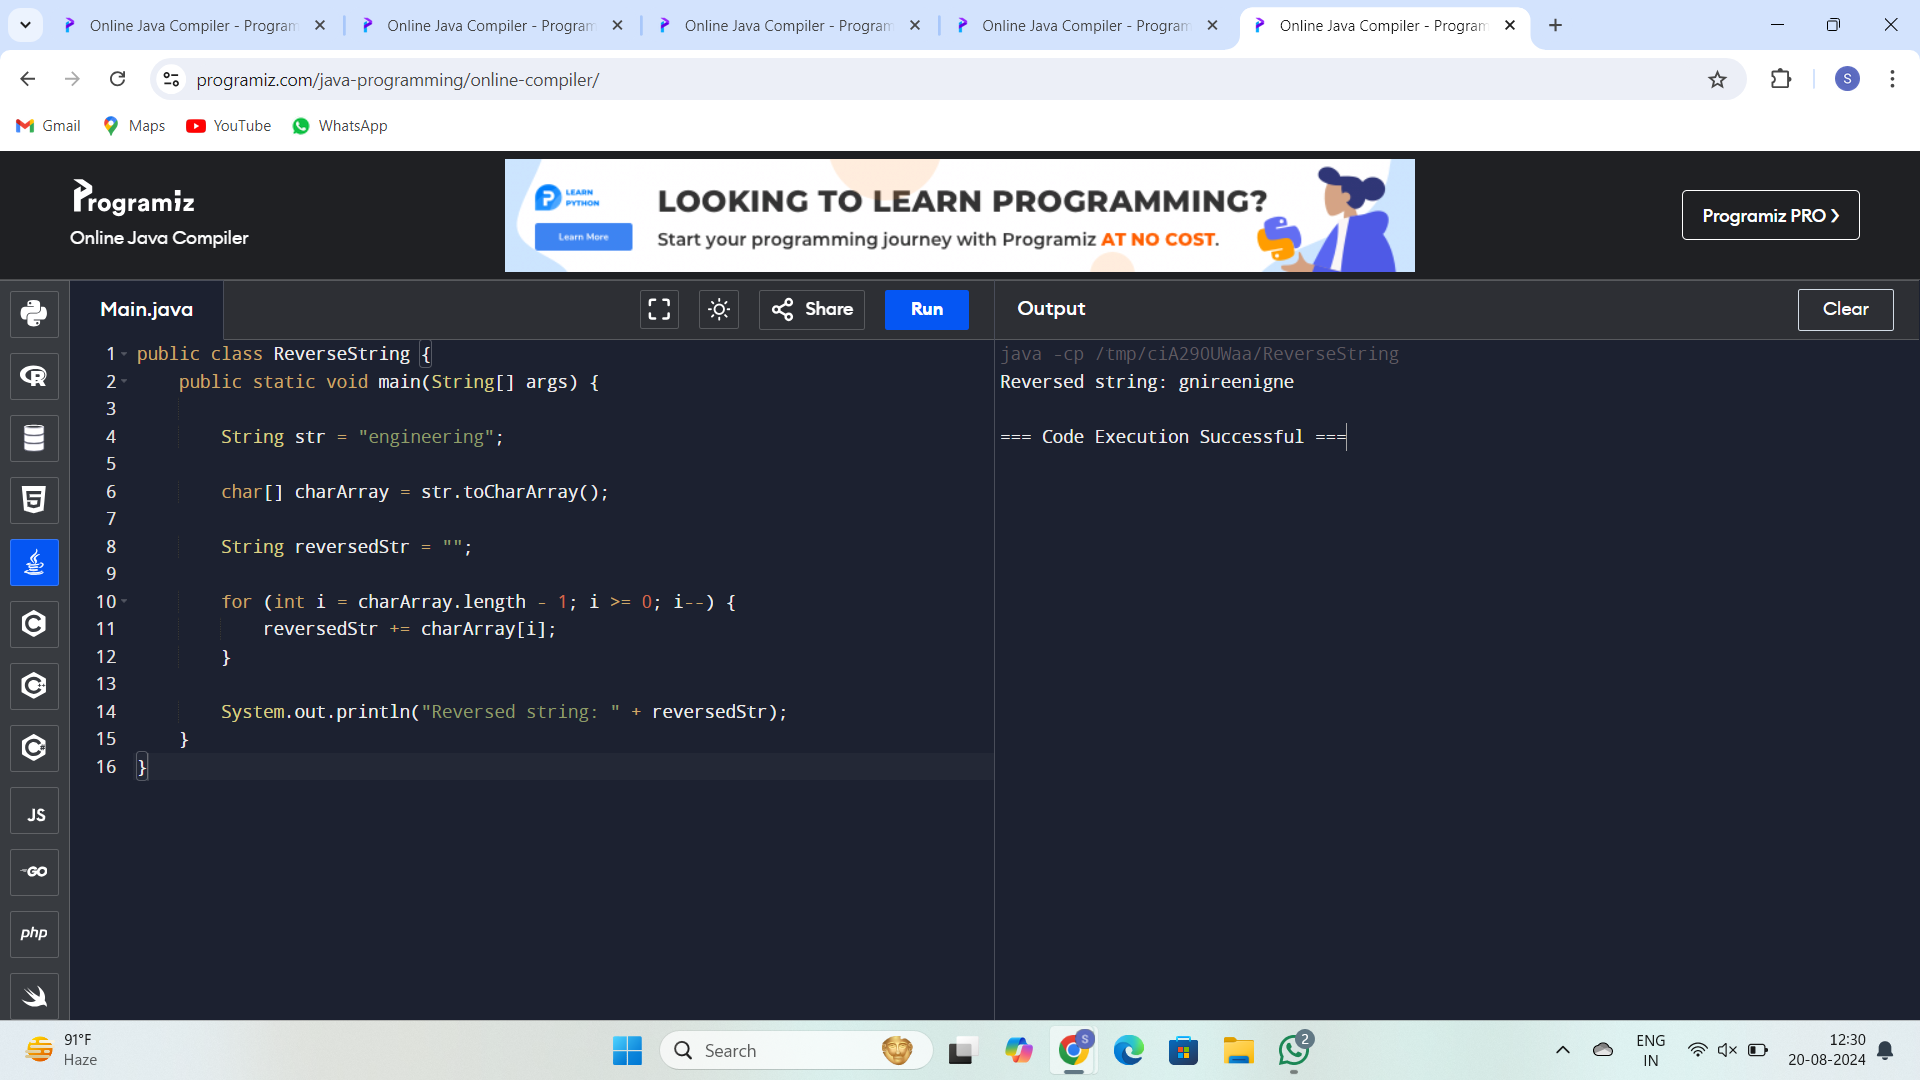 Online Java Compiler - Program
Online Java Compiler - Program
Online Java Compiler - Program
Online Java Compiler - Program
Online Java Compiler - Program
programiz.com/java-programming/online-compiler/
S
Gmail
Maps
YouTube
WhatsApp
Programiz
Online Java Compiler
LEARN
PYTHON
Learn More
LOOKING TO LEARN PROGRAMMING?
Start your programming journey with Programiz AT NO COST.
Programiz PRO
Main.java
Share
Run
Output
Clear
1 public class ReverseString {
2 public static void main(String[] args) {
3
4 String str = "engineering";
5
6 char[] charArray = str.toCharArray();
7
8 String reversedStr = "";
9
10 for (int i = charArray.length - 1; i >= 0; i--) {
11 reversedStr += charArray[i];
12 }
13
14 System.out.println("Reversed string: " + reversedStr);
15 }
16 }
java -cp /tmp/ciA29OUWaa/ReverseString
Reversed string: gnireenigne
=== Code Execution Successful ===
R
5
C
C
C
JS
GO
php
91°F
Haze
Search
S
2
ENG
IN
12:30
20-08-2024